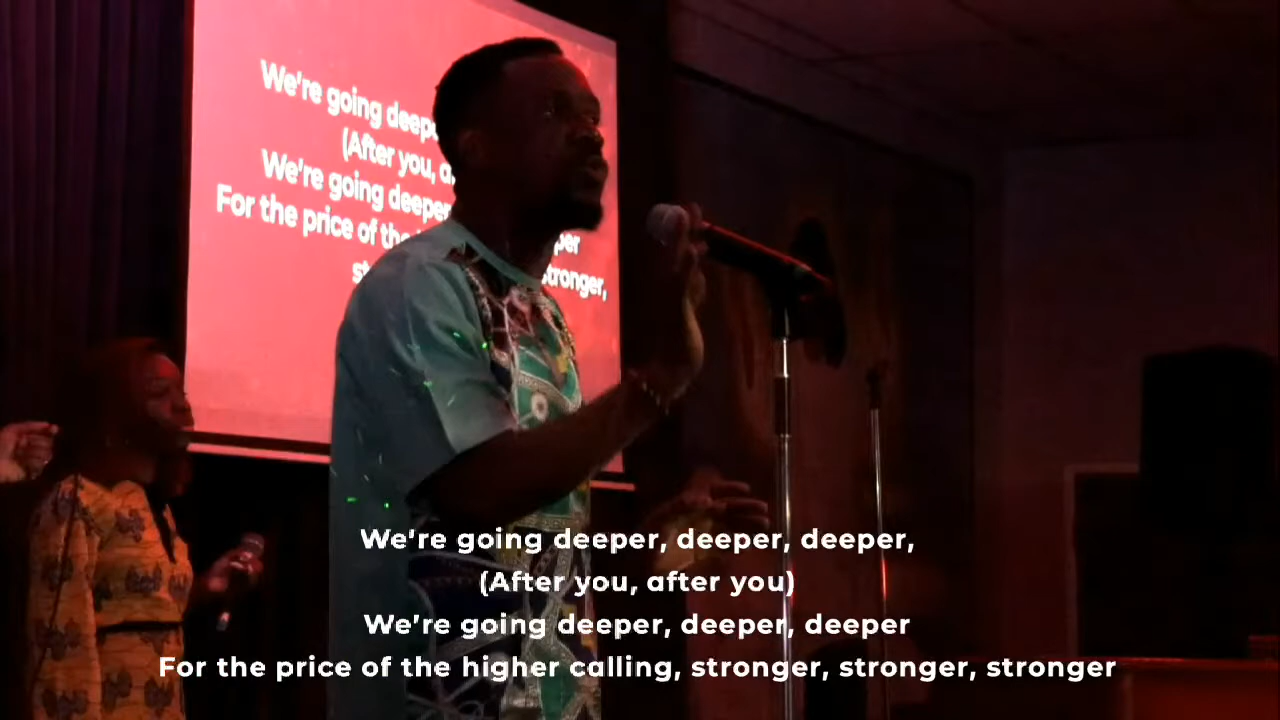 We're going deep
(After you, a
We're going deeper
For the price of the
per
stronger,
We're going deeper, deeper, deeper,
(After you, after you)
We're going deeper, deeper, deeper
For the price of the higher calling, stronger, stronger, stronger